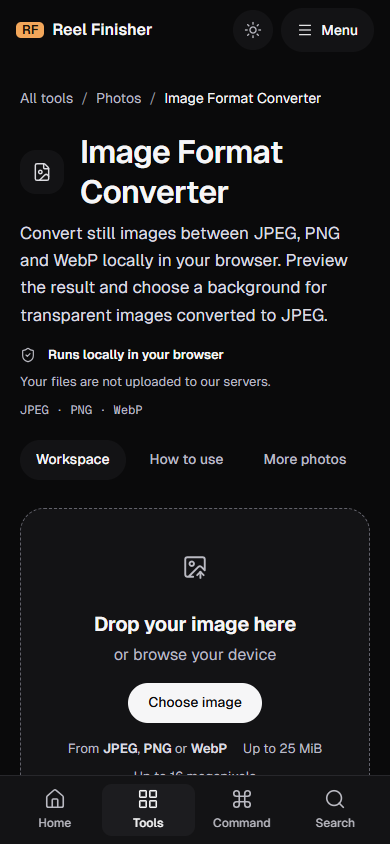 RF Reel Finisher
Menu
All tools / Photos / Image Format Converter
Image Format
Converter
Convert still images between JPEG, PNG
and WebP locally in your browser. Preview
the result and choose a background for
transparent images converted to JPEG.
Runs locally in your browser
Your files are not uploaded to our servers.
JPEG · PNG · WebP
Workspace
How to use
More photos
Drop your image here
or browse your device
Choose image
From JPEG, PNG or WebP Up to 25 MiB
Up to 16 megapixels
Home
Tools
Command
Search